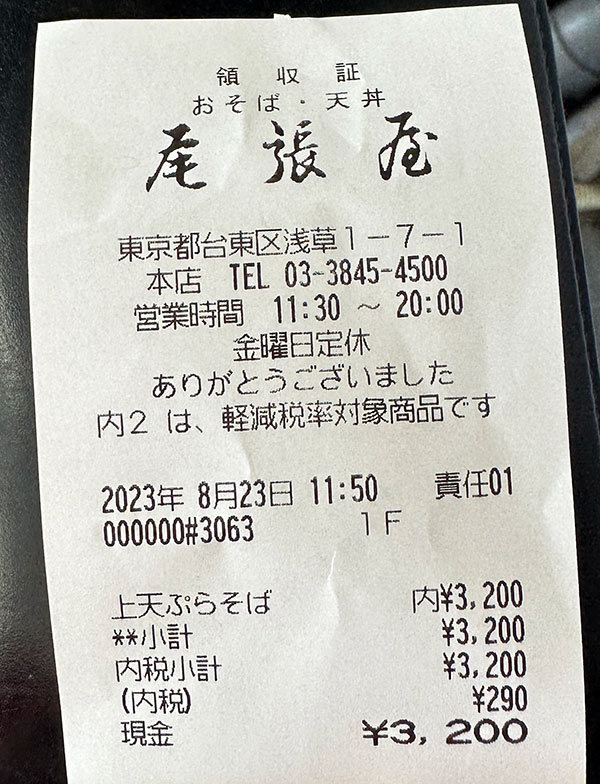 領収証
おそば・天丼
尾張屋
東京都台東区浅草1-7-1
本店 TEL 03-3845-4500
営業時間 11:30 ～ 20:00
金曜日定休
ありがとうございました
内2 は、軽減税率対象商品です
2023年 8月23日 11:50 責任01
000000#3063 1F
上天ぷらそば 内¥3,200
**小計 ¥3,200
内税小計 ¥3,200
(内税) ¥290
現金 ¥3,200